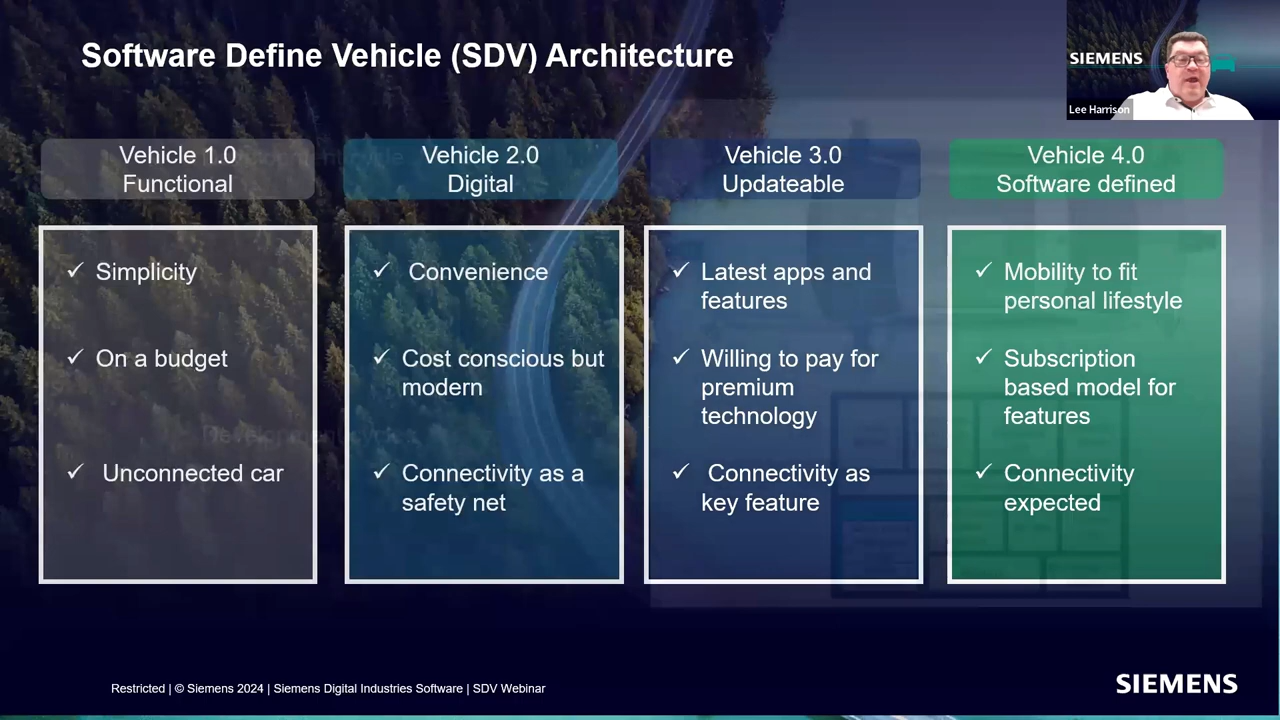 Software Define Vehicle (SDV) Architecture
SIEMENS
Lee Harrison
Vehicle 1.0
Functional
✓ Simplicity
✓ On a budget
✓ Unconnected car
Vehicle 2.0
Digital
✓ Convenience
✓ Cost conscious but
modern
✓ Connectivity as a
safety net
Vehicle 3.0
Updateable
✓ Latest apps and
features
✓ Willing to pay for
premium
technology
✓ Connectivity as
key feature
Vehicle 4.0
Software defined
✓ Mobility to fit
personal lifestyle
✓ Subscription
based model for
features
✓ Connectivity
expected
Development cycles
Restricted | © Siemens 2024 | Siemens Digital Industries Software | SDV Webinar
SIEMENS